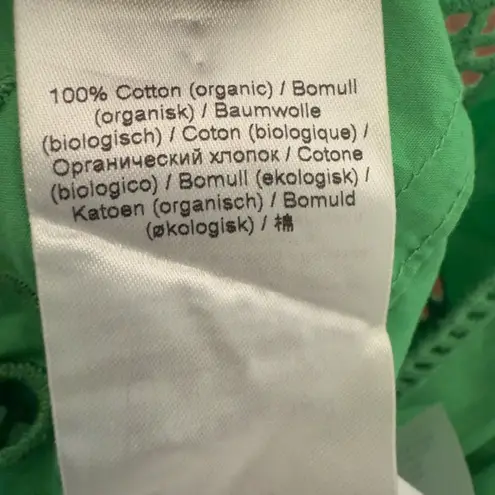 100% Cotton (organic) / Bomull
(organisk) / Baumwolle
(biologisch) / Coton (biologique) /
Органический хлопок / Cotone
(biologico) / Bomull (ekologisk) /
Katoen (organisch) / Bomuld
(økologisk) / 棉